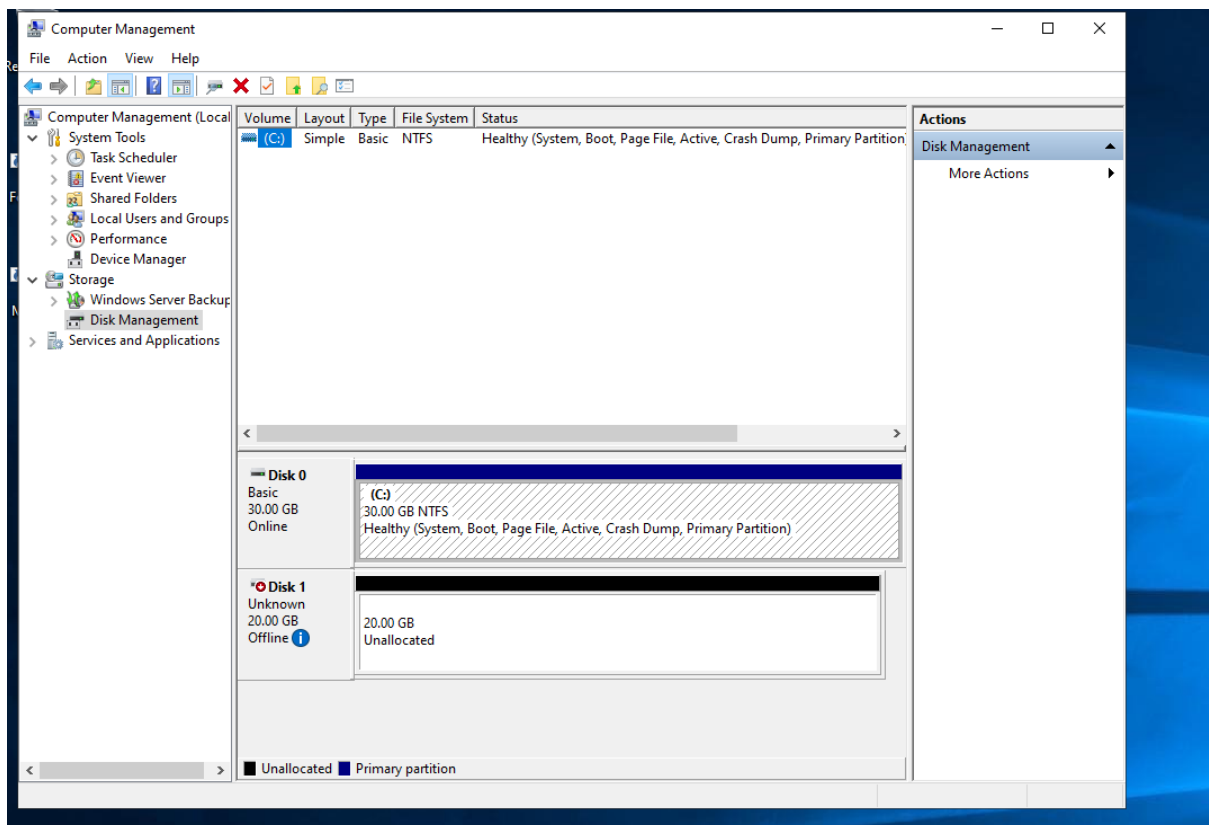 Computer Management
File Action View Help
Computer Management (Local
System Tools
Task Scheduler
Event Viewer
Shared Folders
Local Users and Groups
Performance
Device Manager
Storage
Windows Server Backup
Disk Management
Services and Applications
Volume Layout Type File System Status
(C:) Simple Basic NTFS Healthy (System, Boot, Page File, Active, Crash Dump, Primary Partition)
Disk 0
Basic
30.00 GB
Online
(C:)
30.00 GB NTFS
Healthy (System, Boot, Page File, Active, Crash Dump, Primary Partition)
Disk 1
Unknown
20.00 GB
Offline
20.00 GB
Unallocated
Unallocated Primary partition
Actions
Disk Management
More Actions